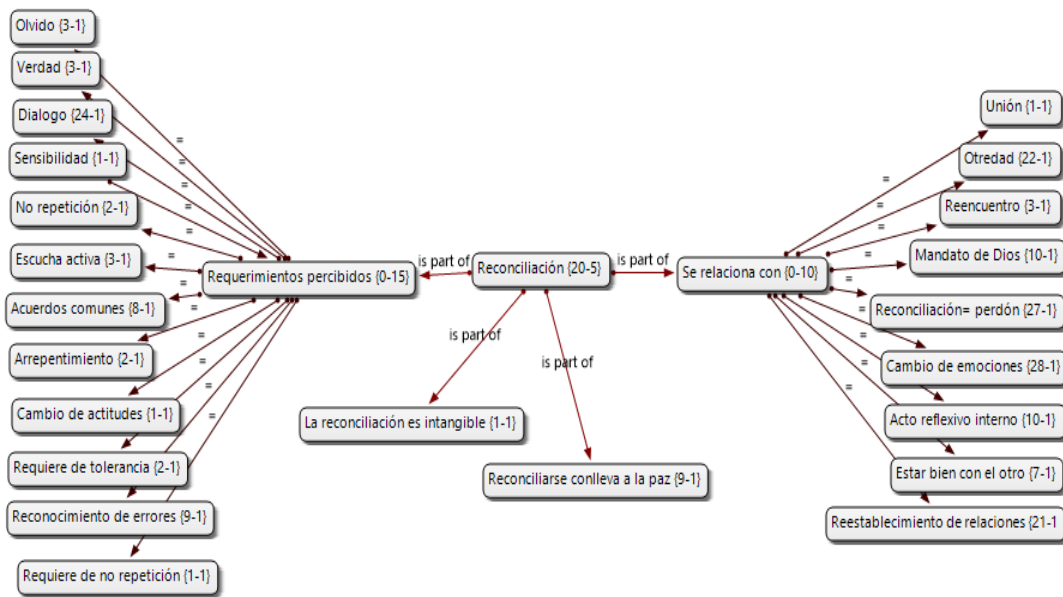 Olvido {3-1}
Verdad {3-1}
Dialogo {24-1}
Sensibilidad {1-1}
No repetición {2-1}
Escucha activa {3-1}
Acuerdos comunes {8-1}
Arrepentimiento {2-1}
Cambio de actitudes {1-1}
Requiere de tolerancia {2-1}
Reconocimiento de errores {9-1}
Requiere de no repetición {1-1}
=
=
=
=
=
=
=
=
=
=
=
Requerimientos percibidos {0-15}
is part of
Reconciliación {20-5}
is part of
Se relaciona con {0-10}
is part of
is part of
La reconciliación es intangible {1-1}
Reconciliarse conlleva a la paz {9-1}
=
=
=
=
=
=
=
=
=
Unión {1-1}
Otredad {22-1}
Reencuentro {3-1}
Mandato de Dios {10-1}
Reconciliación= perdón {27-1}
Cambio de emociones {28-1}
Acto reflexivo interno {10-1}
Estar bien con el otro {7-1}
Reestablecimiento de relaciones {21-1